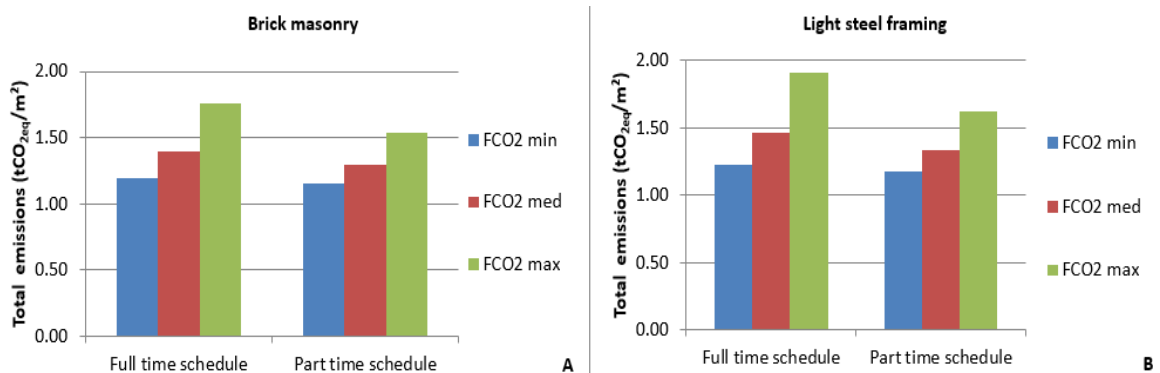 Brick masonry
Total emissions (tCO2eq/m²)
2.00
1.50
1.00
0.50
0.00
Full time schedule
Part time schedule
FCO2 min
FCO2 med
FCO2 max
A
Light steel framing
Total emissions (tCO2eq/m²)
2.00
1.50
1.00
0.50
0.00
Full time schedule
Part time schedule
FCO2 min
FCO2 med
FCO2 max
B